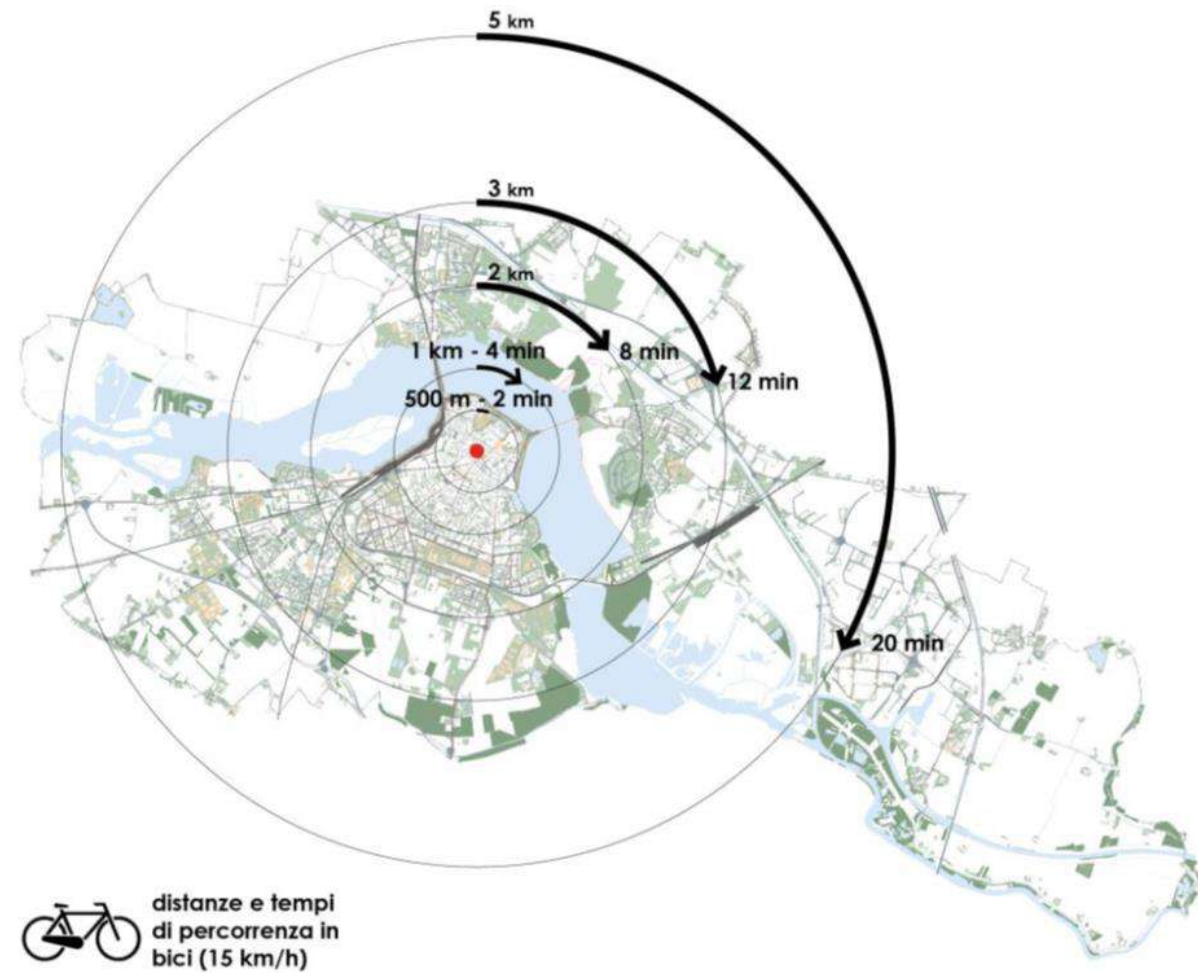 5 km
3 km
2 km
1 km - 4 min
8 min
12 min
500 m - 2 min
20 min
distanze e tempi
di percorrenza in
bici (15 km/h)